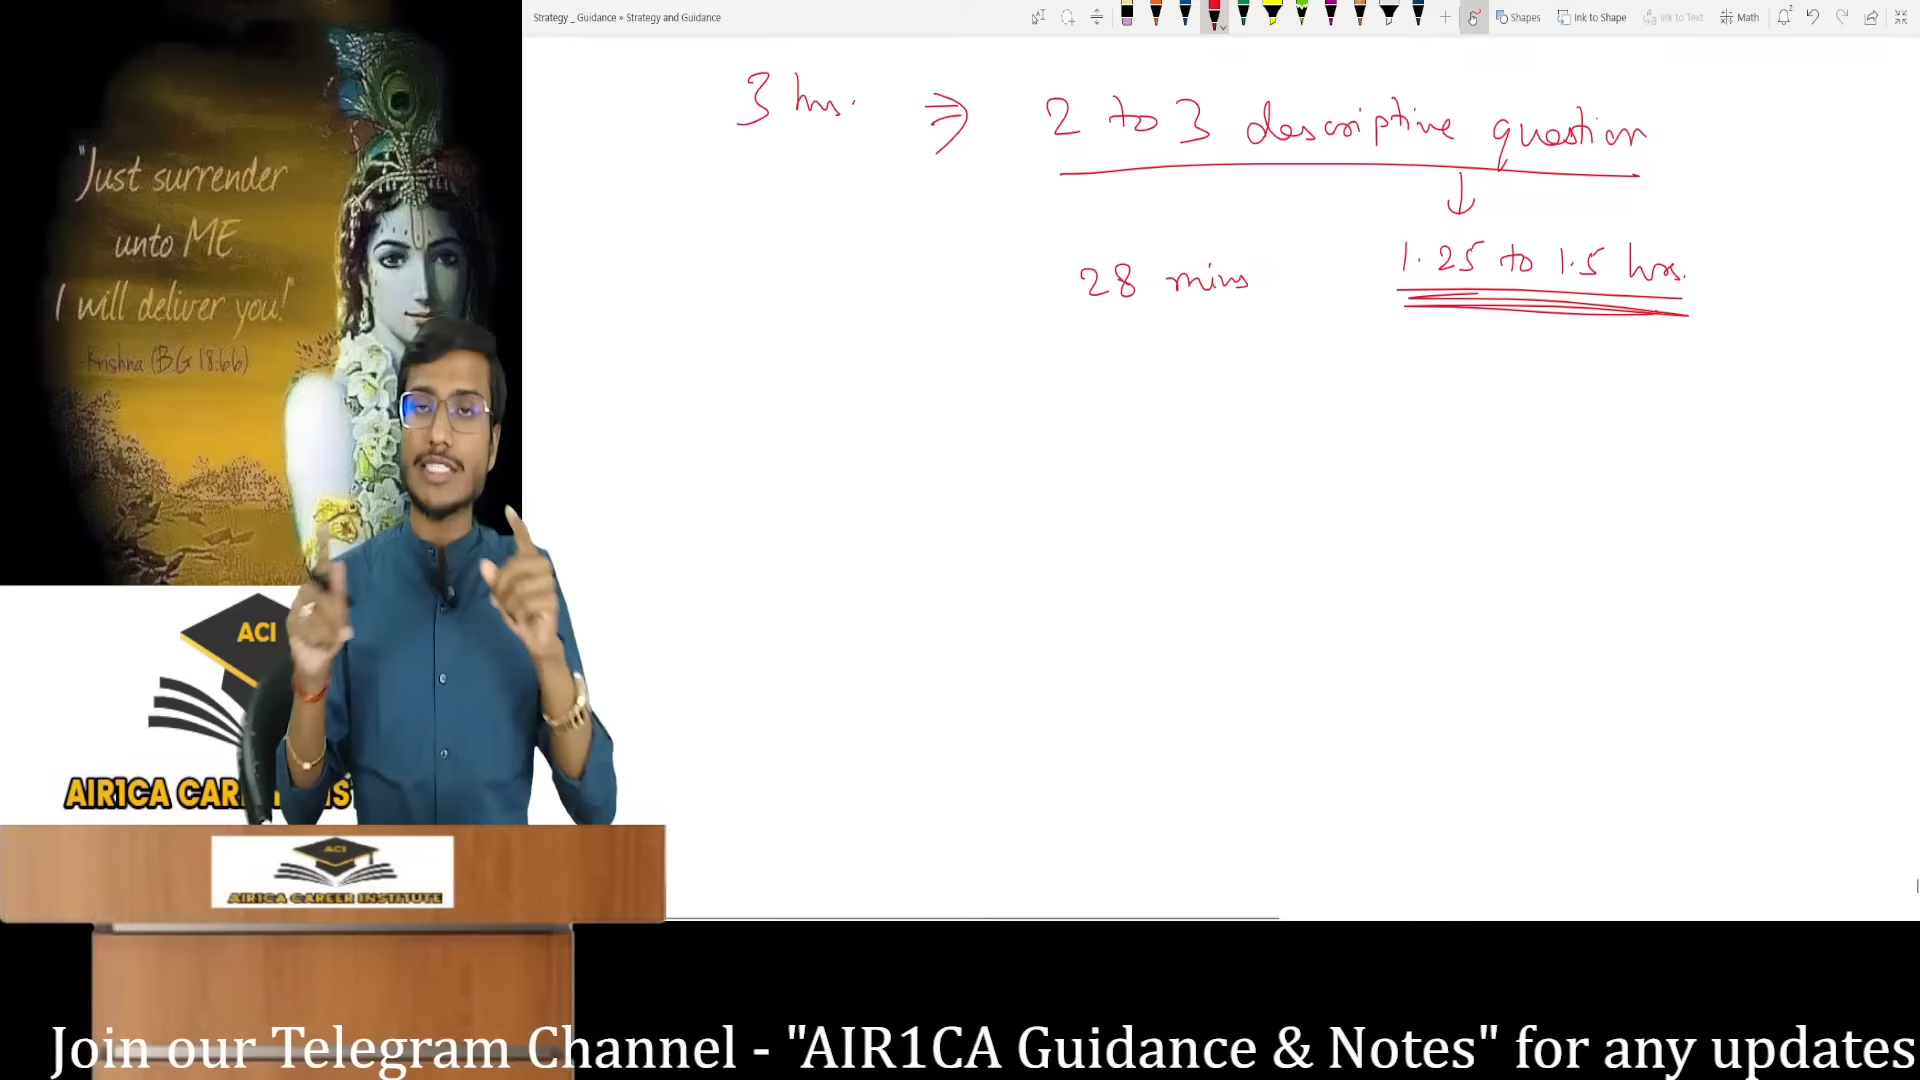 Strategy _ Guidance » Strategy and Guidance
Shapes
Ink to Shape
Ink to Text
Math
3 hrs. ⇒ 2 to 3 descriptive question
↓
28 mins
1.25 to 1.5 hrs.
"Just surrender
unto ME
I will deliver you!"
Krishna (B.G 18:66)
ACI
AIR1CA
ACI
AIR1CA CAREER INSTITUTE
Join our Telegram Channel - "AIR1CA Guidance & Notes" for any updates